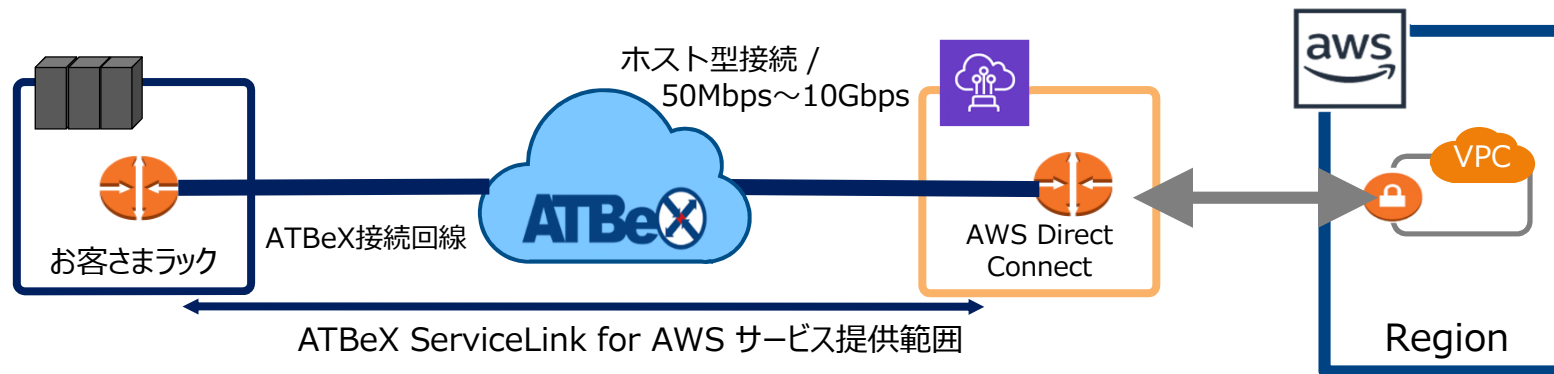 ホスト型接続 /
50Mbps～10Gbps
aws
VPC
ATBeX
お客さまラック
ATBeX接続回線
AWS Direct
Connect
ATBeX ServiceLink for AWS サービス提供範囲
Region